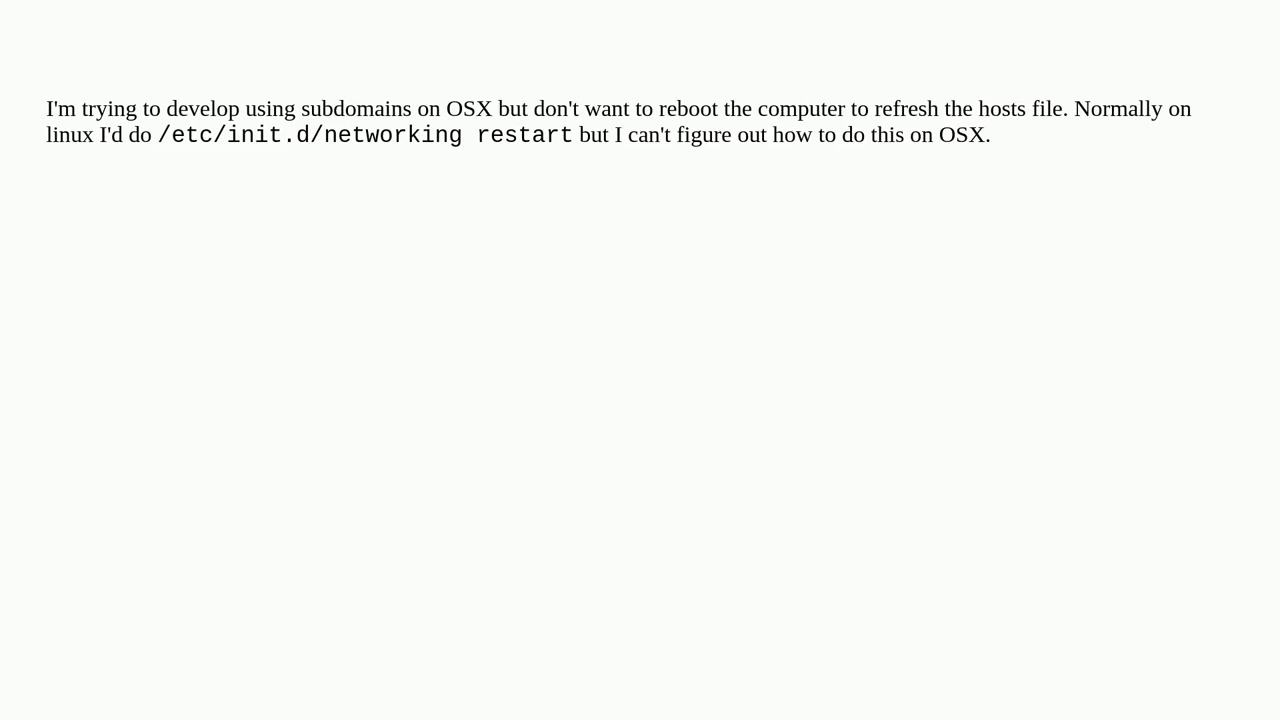 I'm trying to develop using subdomains on OSX but don't want to reboot the computer to refresh the hosts file. Normally on
linux I'd do /etc/init.d/networking restart but I can't figure out how to do this on OSX.